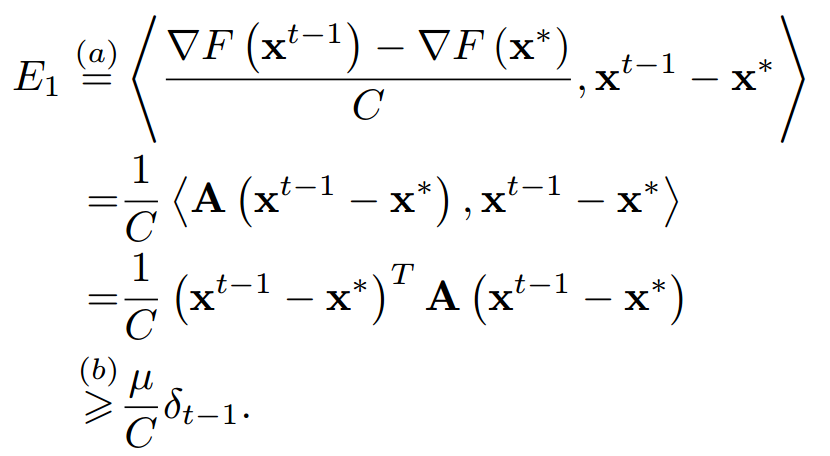 $E_1 \overset{(a)}{=} \left\langle \frac{\nabla F\left(\mathbf{x}^{t-1}\right) - \nabla F\left(\mathbf{x}^{*}\right)}{C}, \mathbf{x}^{t-1} - \mathbf{x}^{*} \right\rangle$
$= \frac{1}{C} \left\langle \mathbf{A}\left(\mathbf{x}^{t-1} - \mathbf{x}^{*}\right), \mathbf{x}^{t-1} - \mathbf{x}^{*} \right\rangle$
$= \frac{1}{C} \left(\mathbf{x}^{t-1} - \mathbf{x}^{*}\right)^{T} \mathbf{A} \left(\mathbf{x}^{t-1} - \mathbf{x}^{*}\right)$
$\overset{(b)}{\geqslant} \frac{\mu}{C} \delta_{t-1}.$